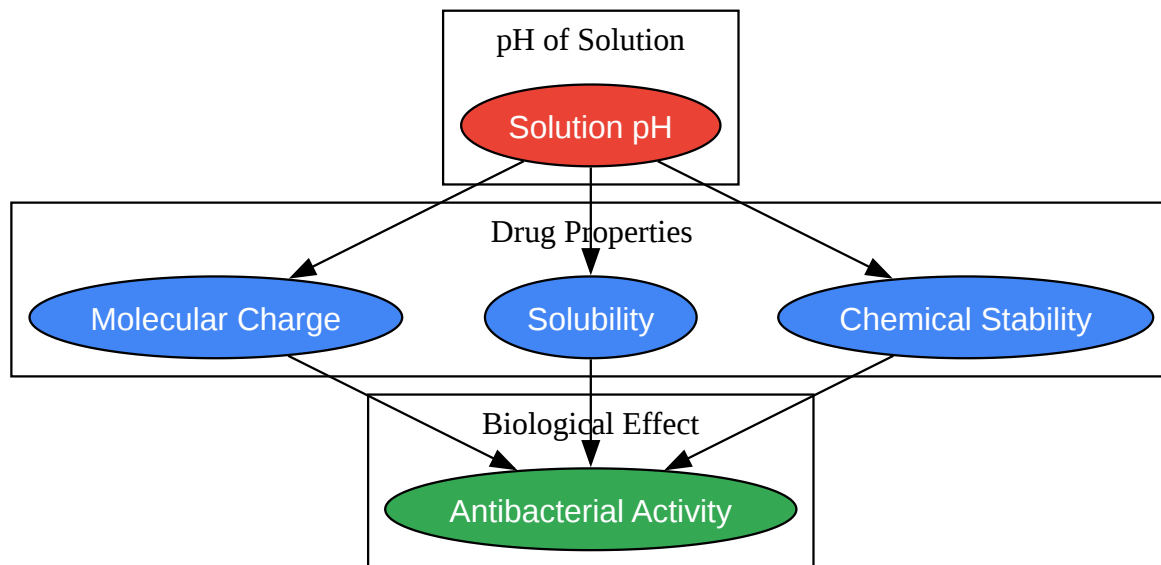 pH of Solution
Solution pH
Drug Properties
Molecular Charge
Solubility
Chemical Stability
Biological Effect
Antibacterial Activity